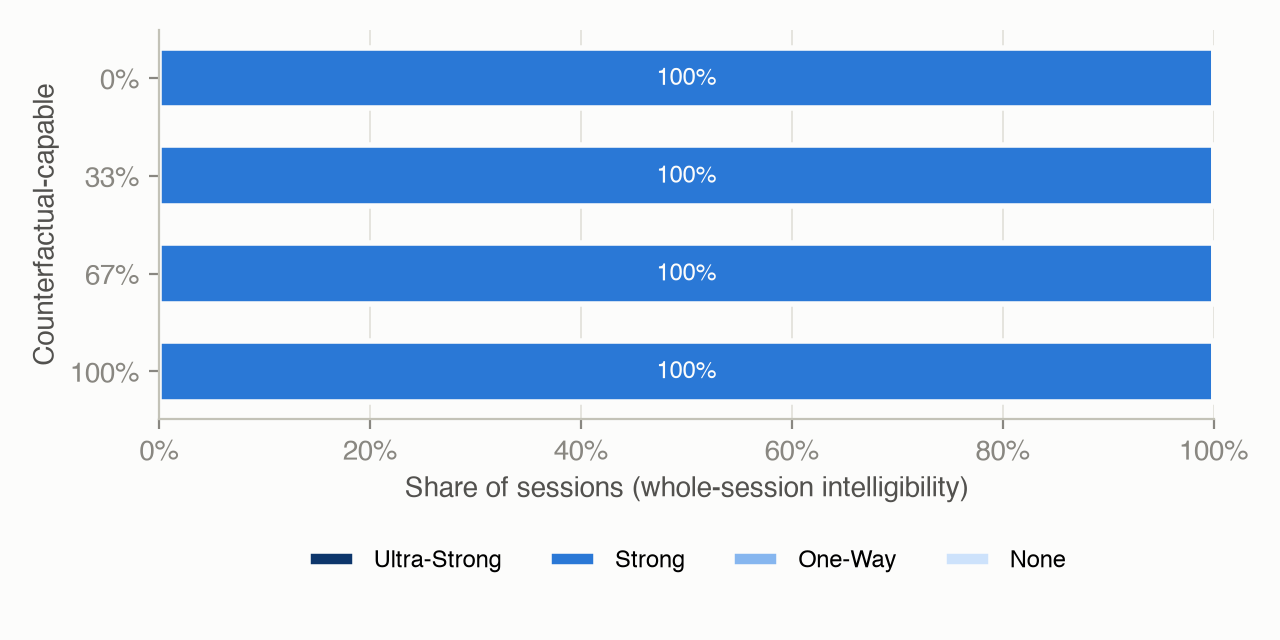 Counterfactual-capable
0% 100%
33% 100%
67% 100%
100% 100%
0% 20% 40% 60% 80% 100%
Share of sessions (whole-session intelligibility)
Ultra-Strong Strong One-Way None